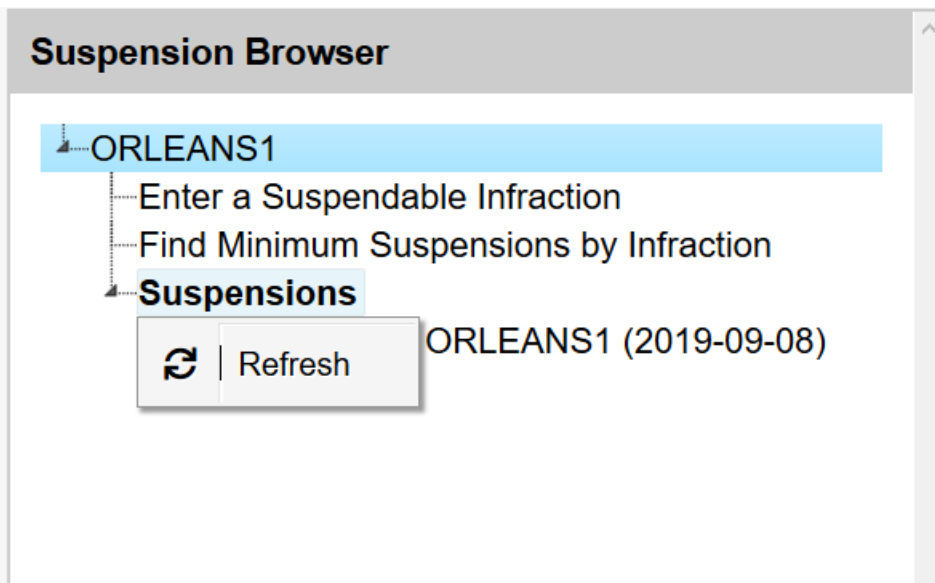 Suspension Browser
ORLEANS1
Enter a Suspendable Infraction
Find Minimum Suspensions by Infraction
Suspensions
ORLEANS1 (2019-09-08)
Refresh